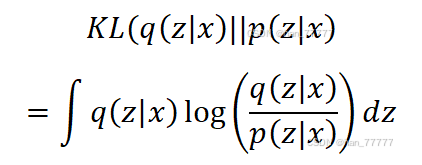 KL(q(z|x)||p(z|x)
= ∫ q(z|x) log (q(z|x) / p(z|x)) dz